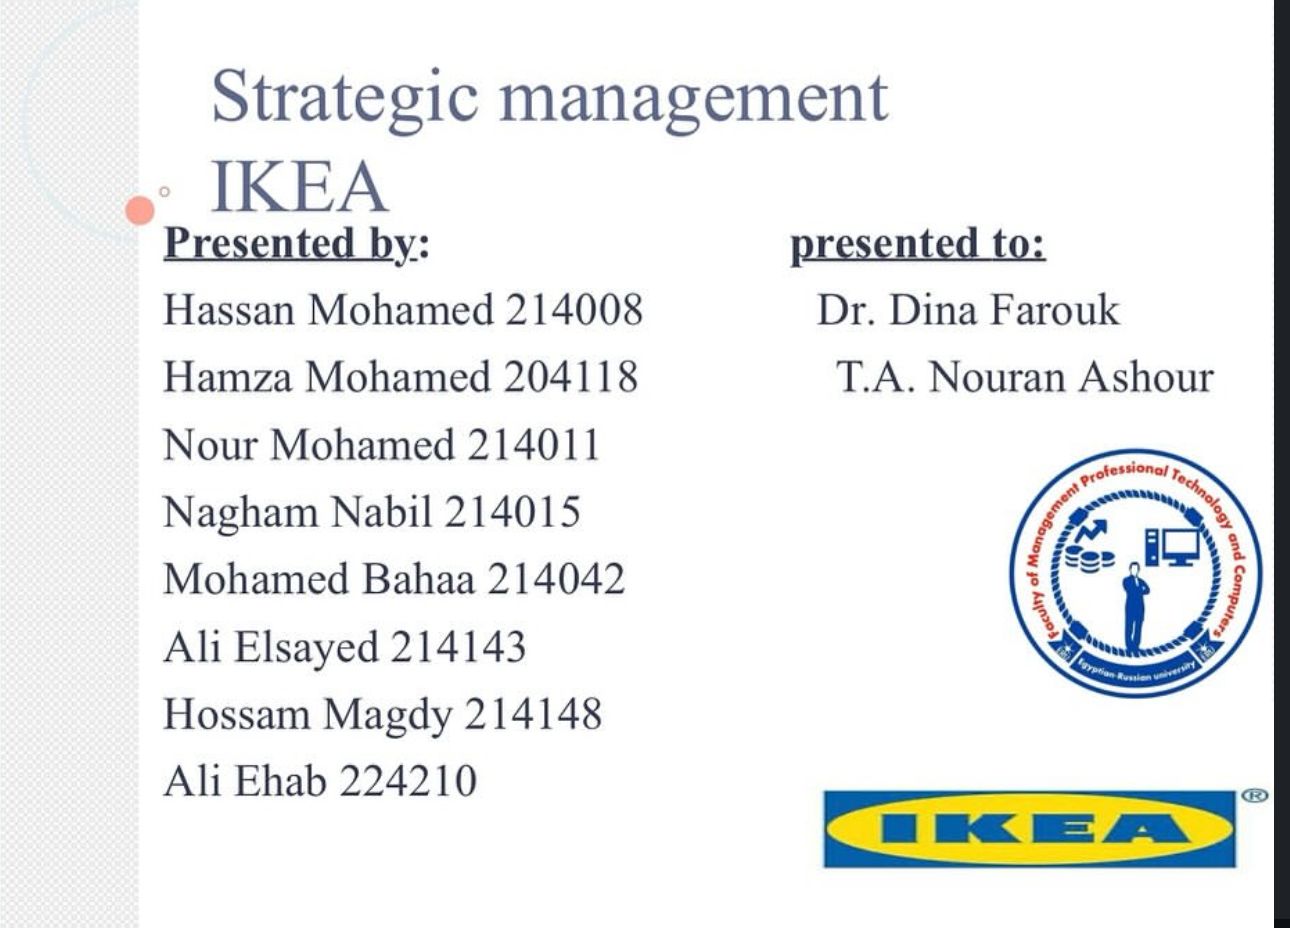 Strategic management
IKEA
Presented by:
Hassan Mohamed 214008
Hamza Mohamed 204118
Nour Mohamed 214011
Nagham Nabil 214015
Mohamed Bahaa 214042
Ali Elsayed 214143
Hossam Magdy 214148
Ali Ehab 224210
presented to:
Dr. Dina Farouk
T.A. Nouran Ashour
Faculty of Management Professional Technology and Computers
Egyptian-Russian university
IKEA®